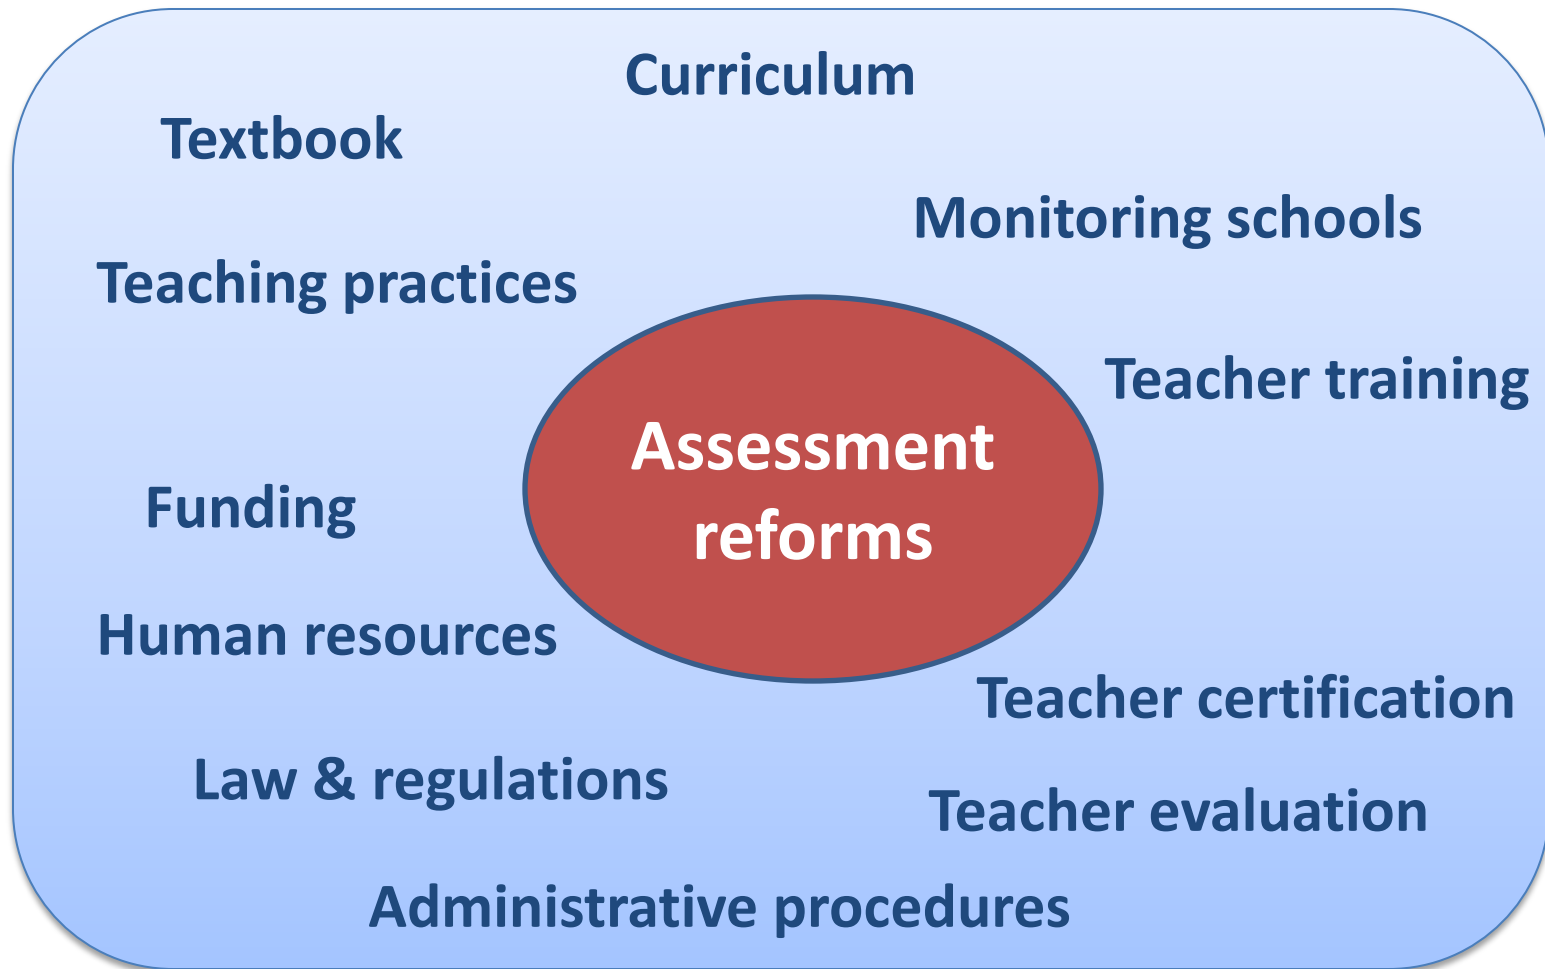 Curriculum
Textbook
Monitoring schools
Teaching practices
Teacher training
Assessment
reforms
Funding
Human resources
Teacher certification
Law & regulations
Teacher evaluation
Administrative procedures